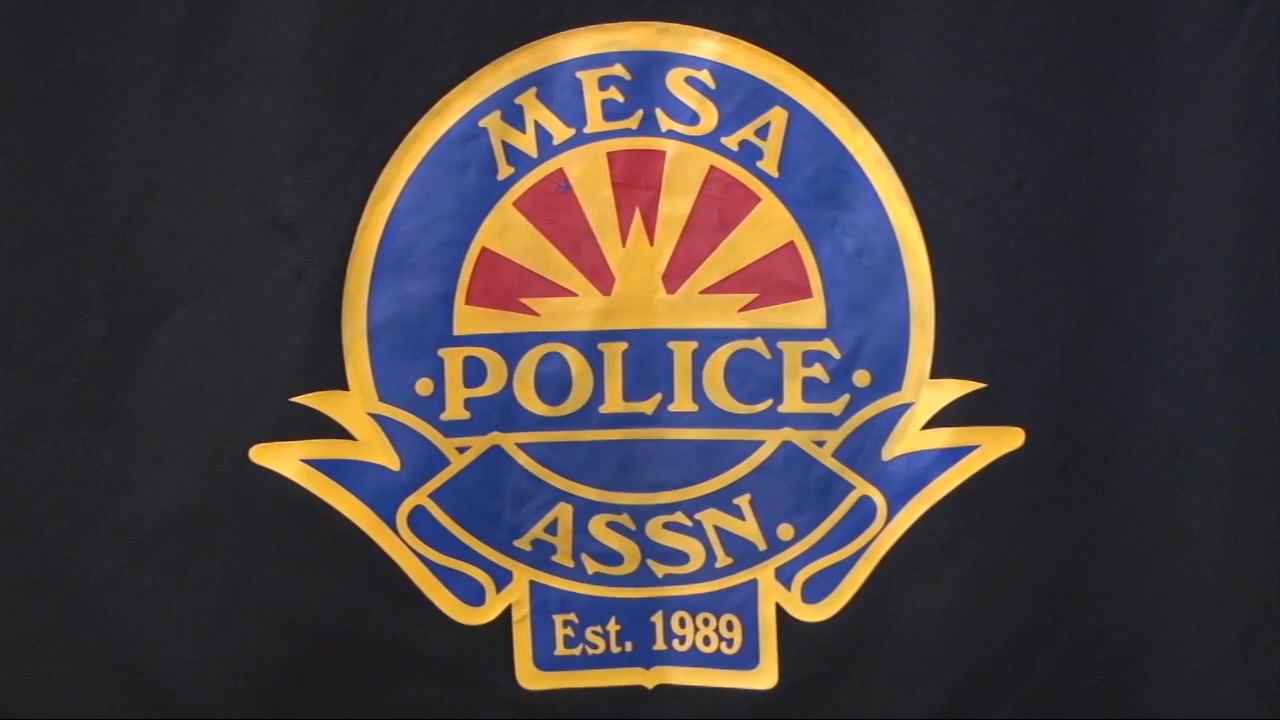 MESA
•POLICE•
ASSN.
Est. 1989